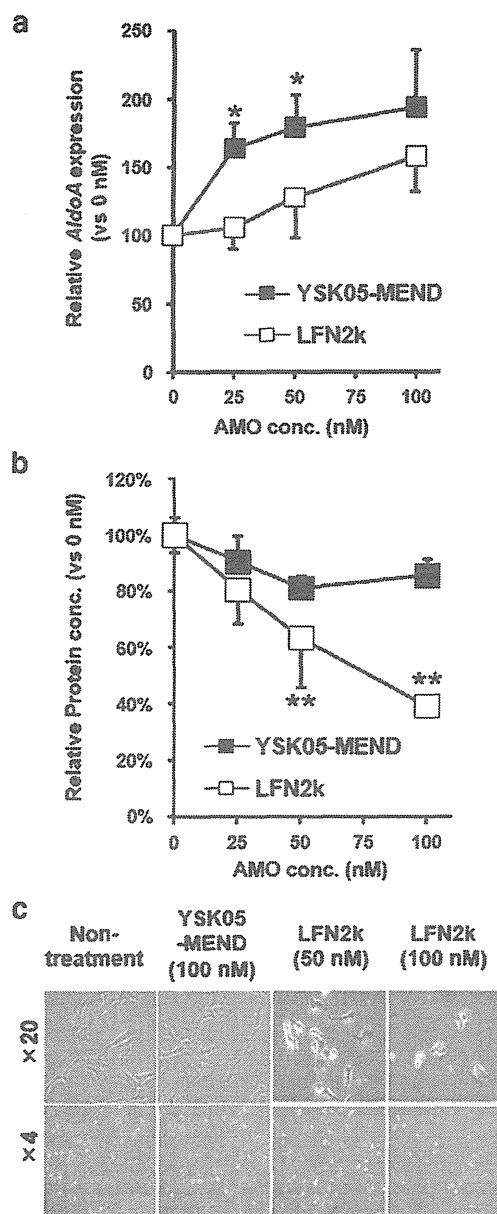 a
Relative AldoA expression
(vs 0 nM)
250
200
150
100
50
0
*
*
YSK05-MEND
LFN2k
0
25
50
75
100
AMO conc. (nM)
b
Relative Protein conc. (vs 0 nM)
120%
100%
80%
60%
40%
20%
0%
**
**
YSK05-MEND
LFN2k
0
25
50
75
100
AMO conc. (nM)
c
Non-
treatment
YSK05
-MEND
(100 nM)
LFN2k
(50 nM)
LFN2k
(100 nM)
×20
×4